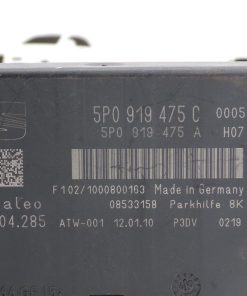 5P0 919 475 C 0005
5P0 919 475 A H07
F102/1000800163 Made in Germany
aleo 08533158 Parkhilfe 8K
04.285 ATW-001 12.01.10 P3DV 0219